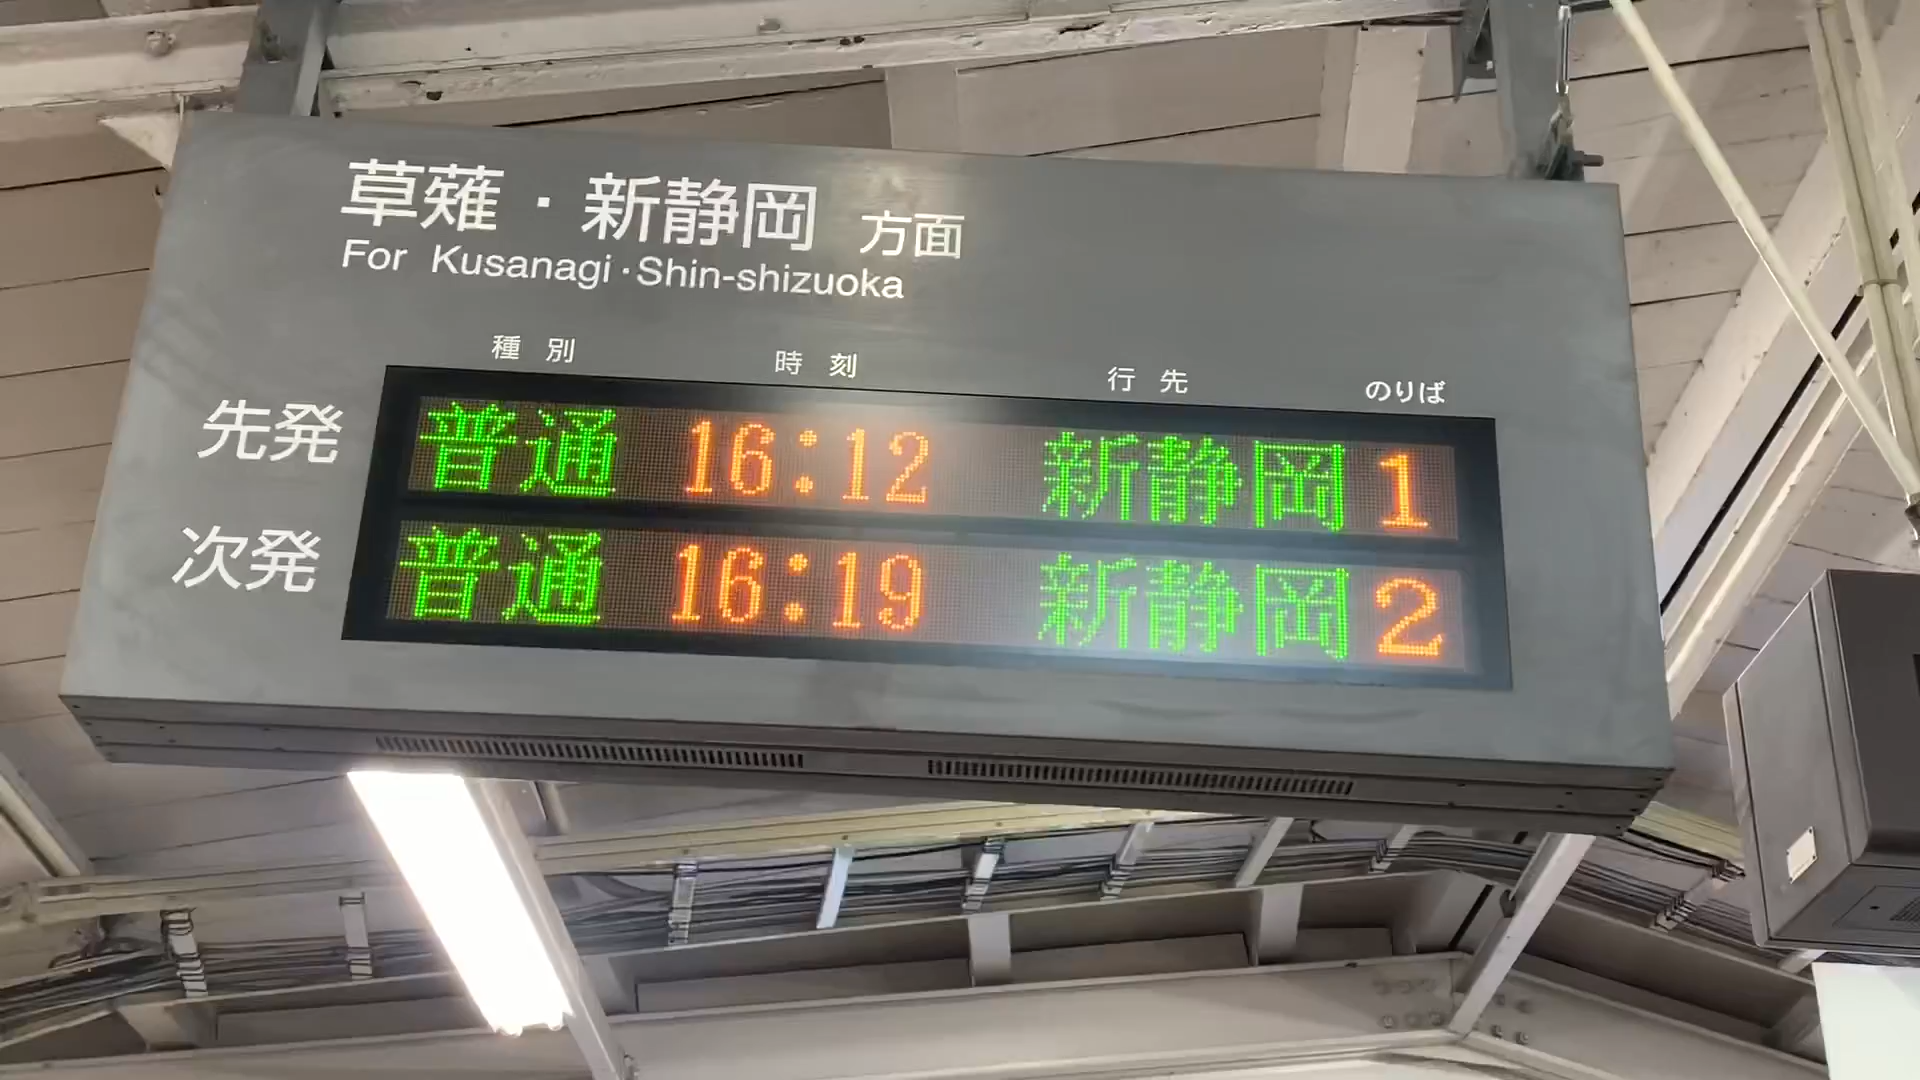 草薙・新静岡 方面
For Kusanagi・Shin-shizuoka
種別 時刻 行先 のりば
先発 普通 16:12 新静岡 1
次発 普通 16:19 新静岡 2